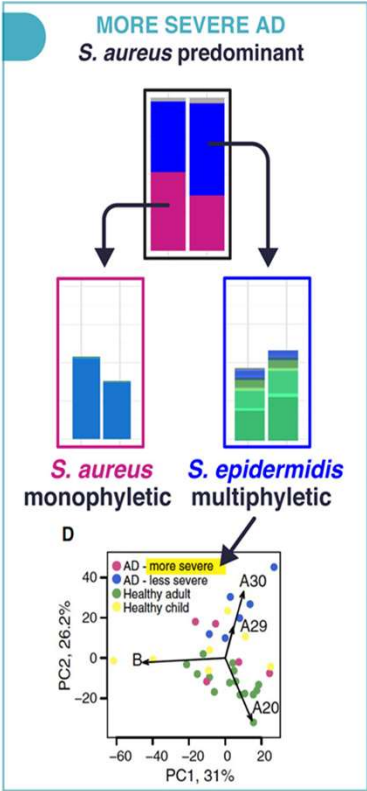 MORE SEVERE AD
S. aureus predominant
S. aureus
monophyletic
S. epidermidis
multiphyletic
D
AD - more severe
AD - less severe
Healthy adult
Healthy child
A30
A29
A20
B
40
20
0
−20
PC2, 26.2%
−60 −40 −20 0 20
PC1, 31%